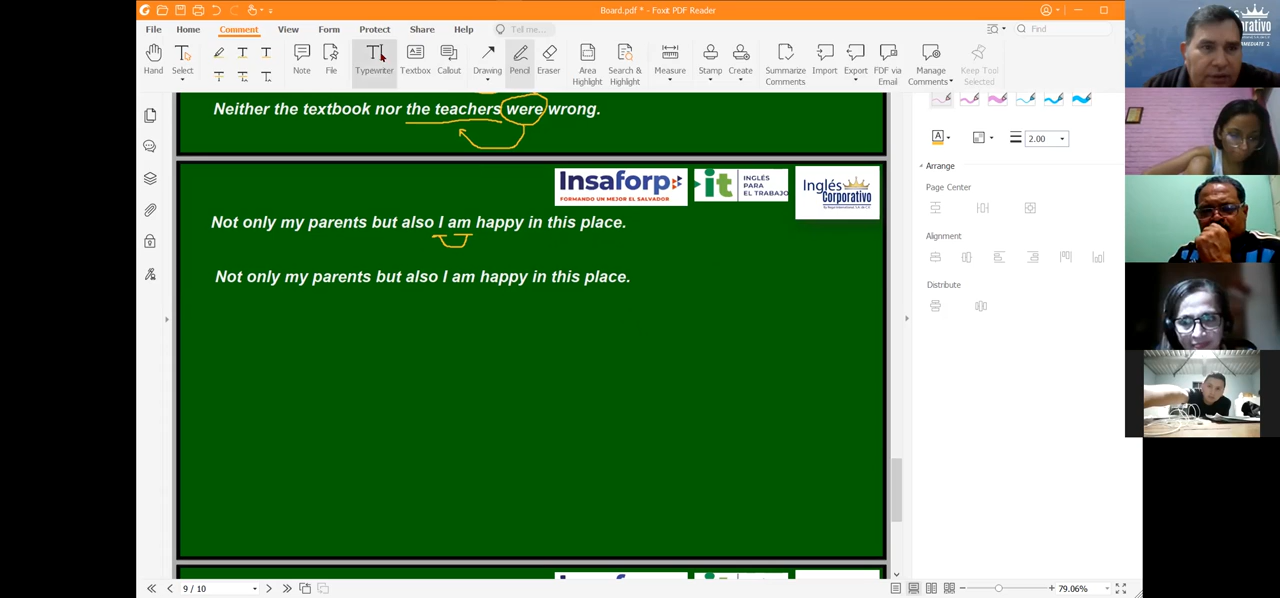 Board.pdf * - Foxit PDF Reader
File Home Comment View Form Protect Share Help Tell me... Find
Hand Select Note File Typewriter Textbox Callout Drawing Pencil Eraser Area Highlight Search & Highlight Measure Stamp Create Summarize Comments Import Export FDF via Email Manage Comments Keep Tool Selected
Neither the textbook nor the teachers were wrong.
Insaforp
FORMANDO UN MEJOR EL SALVADOR
it INGLÉS PARA EL TRABAJO
Inglés Corporativo
Not only my parents but also I am happy in this place.
Not only my parents but also I am happy in this place.
2.00
Arrange
Page Center
Alignment
Distribute
9 / 10
79.06%